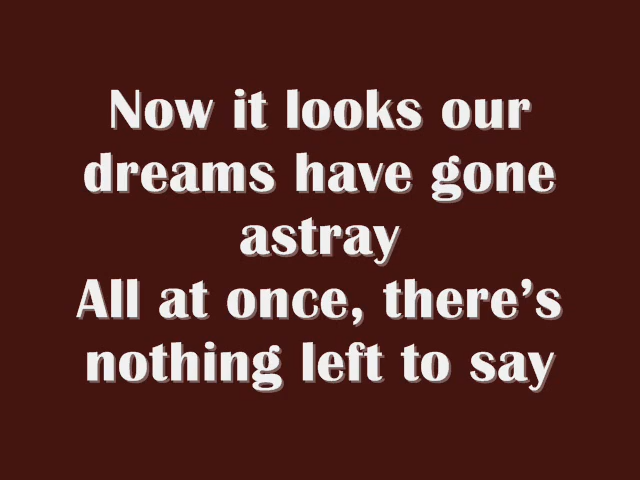 Now it looks our
dreams have gone
astray
All at once, there’s
nothing left to say